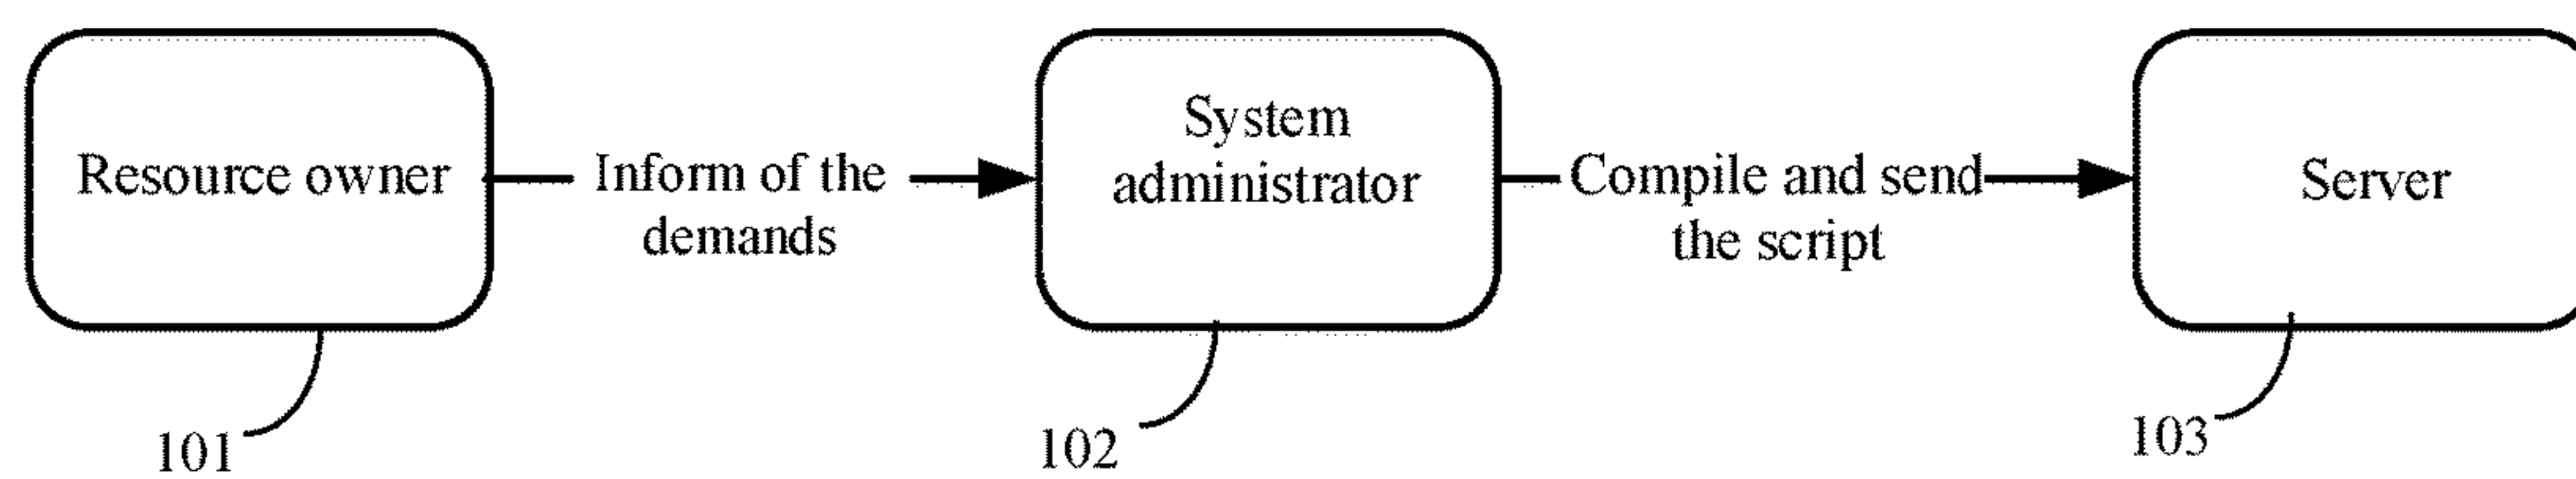 Resource owner
Inform of the
demands
System
administrator
Compile and send
the script
Server
101
102
103